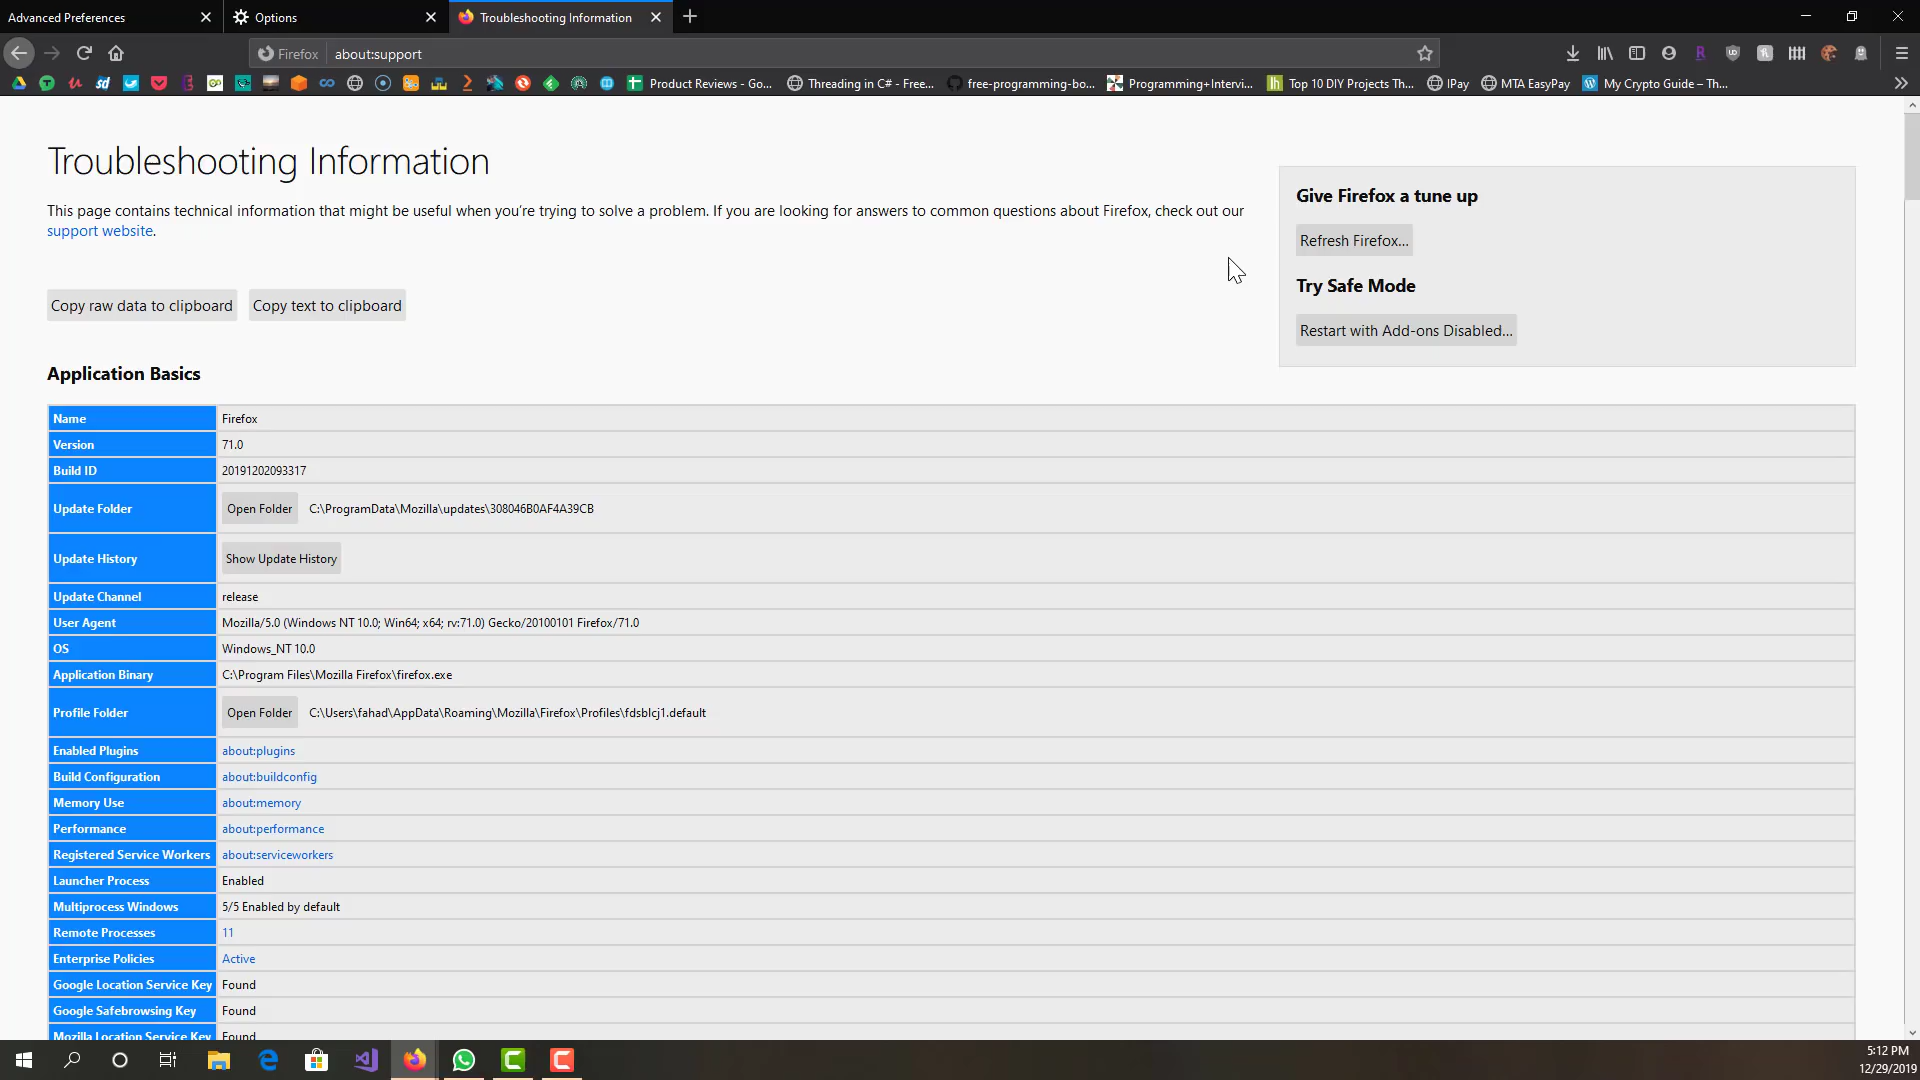 Advanced Preferences
Options
Troubleshooting Information
Firefox
about:support
Product Reviews - Go...
Threading in C# - Free...
free-programming-bo...
Programming+Intervi...
Top 10 DIY Projects Th...
IPay
MTA EasyPay
My Crypto Guide – Th...
Troubleshooting Information
This page contains technical information that might be useful when you're trying to solve a problem. If you are looking for answers to common questions about Firefox, check out our
support website.
Give Firefox a tune up
Refresh Firefox...
Try Safe Mode
Restart with Add-ons Disabled...
Copy raw data to clipboard
Copy text to clipboard
Application Basics
Name Firefox
Version 71.0
Build ID 20191202093317
Update Folder Open Folder C:\ProgramData\Mozilla\updates\308046B0AF4A39CB
Update History Show Update History
Update Channel release
User Agent Mozilla/5.0 (Windows NT 10.0; Win64; x64; rv:71.0) Gecko/20100101 Firefox/71.0
OS Windows_NT 10.0
Application Binary C:\Program Files\Mozilla Firefox\firefox.exe
Profile Folder Open Folder C:\Users\fahad\AppData\Roaming\Mozilla\Firefox\Profiles\fdsblcj1.default
Enabled Plugins about:plugins
Build Configuration about:buildconfig
Memory Use about:memory
Performance about:performance
Registered Service Workers about:serviceworkers
Launcher Process Enabled
Multiprocess Windows 5/5 Enabled by default
Remote Processes 11
Enterprise Policies Active
Google Location Service Key Found
Google Safebrowsing Key Found
Mozilla Location Service Key Found
5:12 PM
12/29/2019